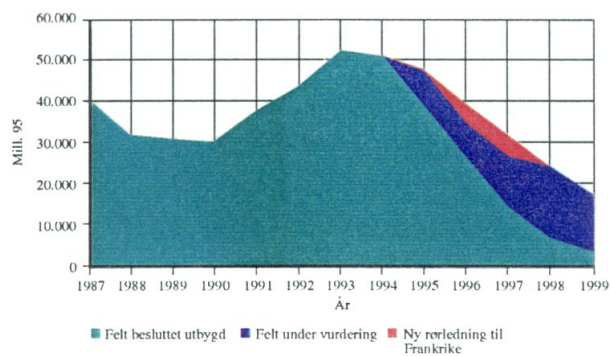 60.000
50.000
40.000
30.000
20.000
10.000
0
Mill. 95
1987 1988 1989 1990 1991 1992 1993 1994 1995 1996 1997 1998 1999
År
Felt besluttet utbygd Felt under vurdering Ny rørledning til
Frankrike